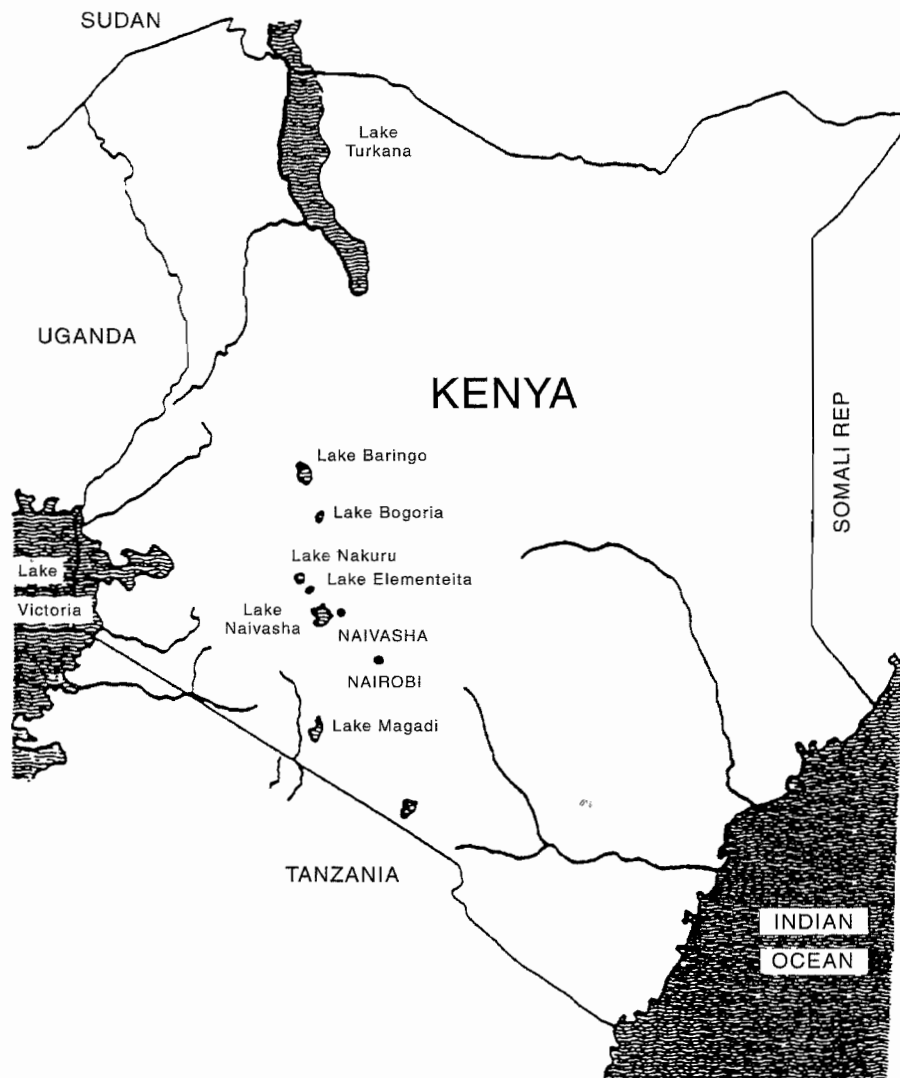 SUDAN
Lake
Turkana
UGANDA
KENYA
SOMALI REP
Lake Baringo
Lake Bogoria
Lake Nakuru
Lake Elementeita
Lake
Victoria
Lake
Naivasha
NAIVASHA
NAIROBI
Lake Magadi
TANZANIA
INDIAN
OCEAN